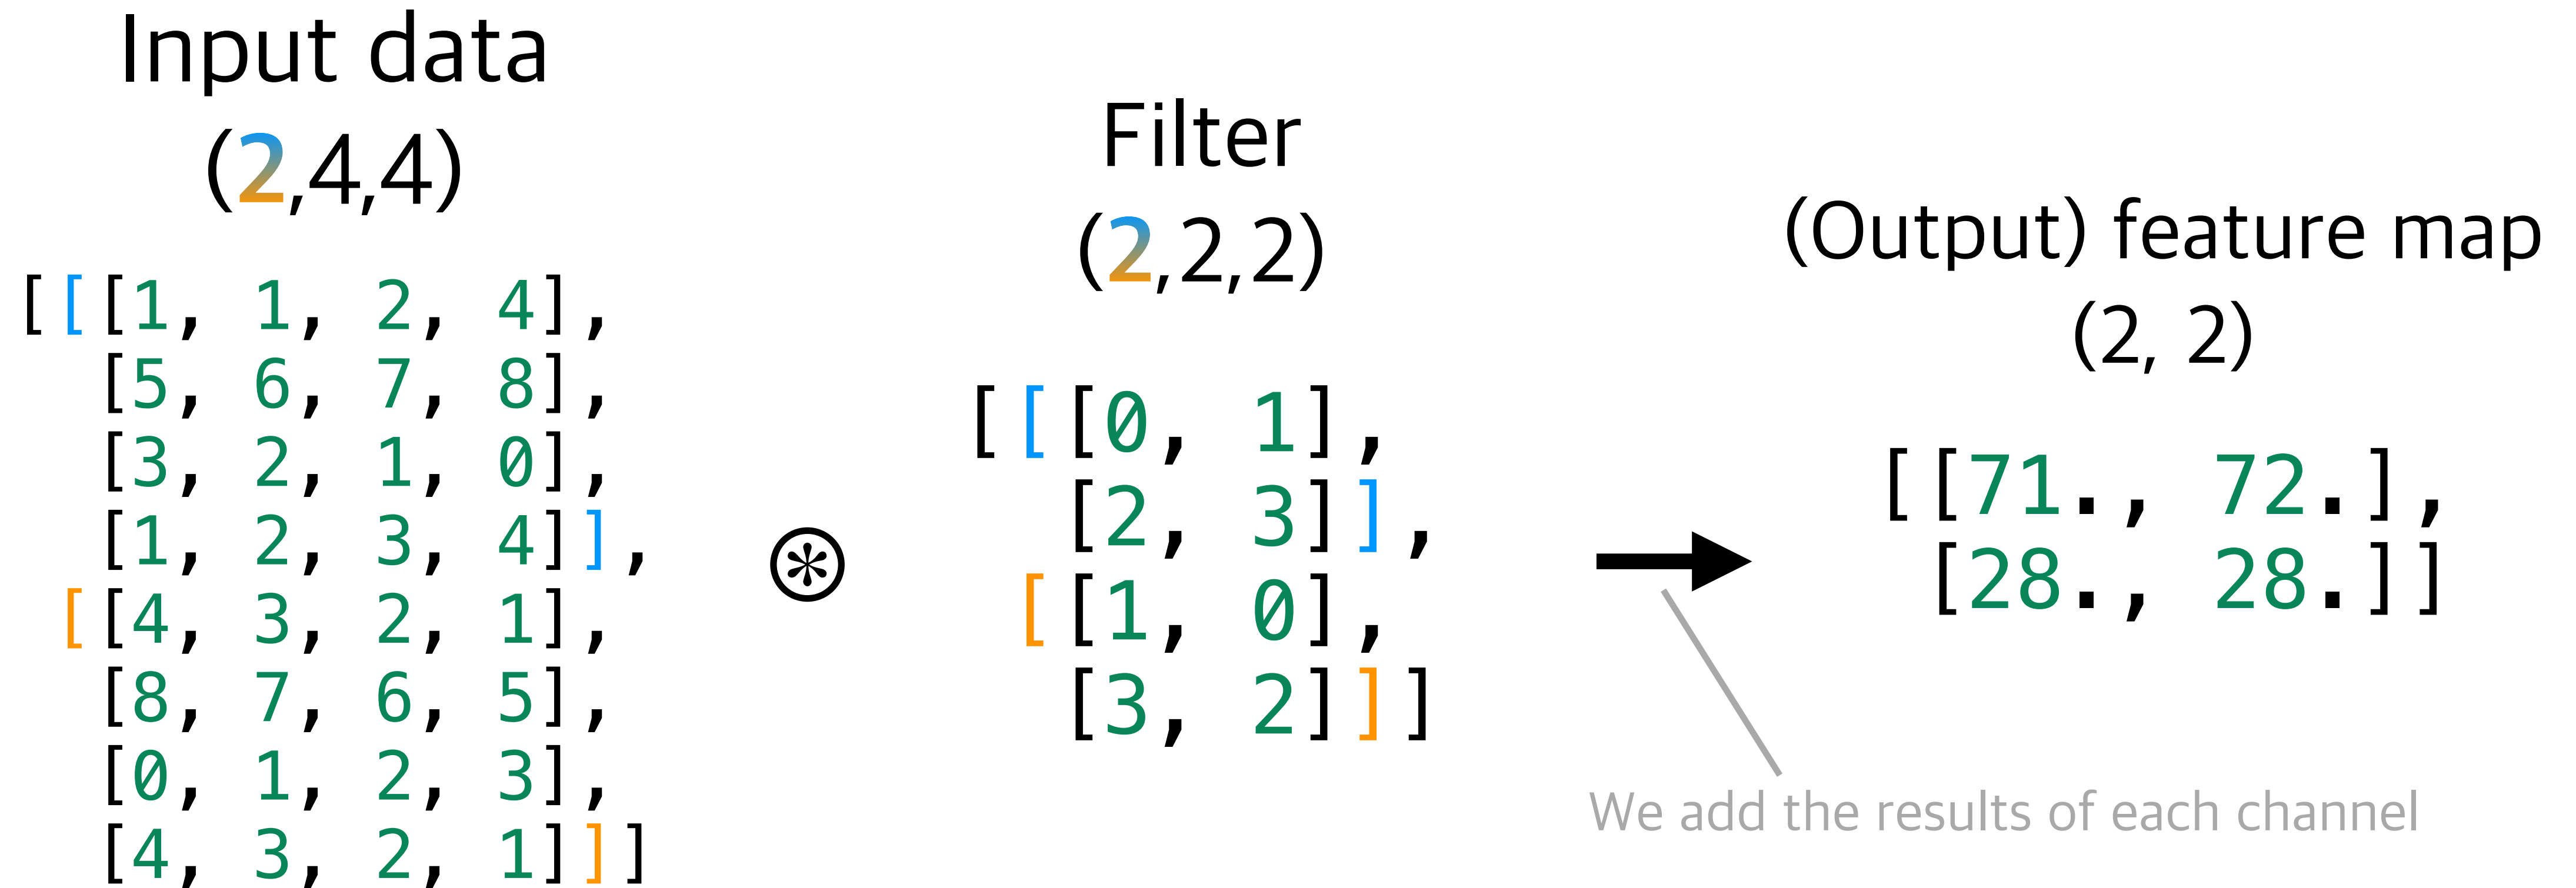 Input data
(2,4,4)
[[[1, 1, 2, 4],
[5, 6, 7, 8],
[3, 2, 1, 0],
[1, 2, 3, 4]],
[[4, 3, 2, 1],
[8, 7, 6, 5],
[0, 1, 2, 3],
[4, 3, 2, 1]]]
⊛
Filter
(2,2,2)
[[[0, 1],
[2, 3]],
[[1, 0],
[3, 2]]]
(Output) feature map
(2, 2)
[[71., 72.],
[28., 28.]]
We add the results of each channel